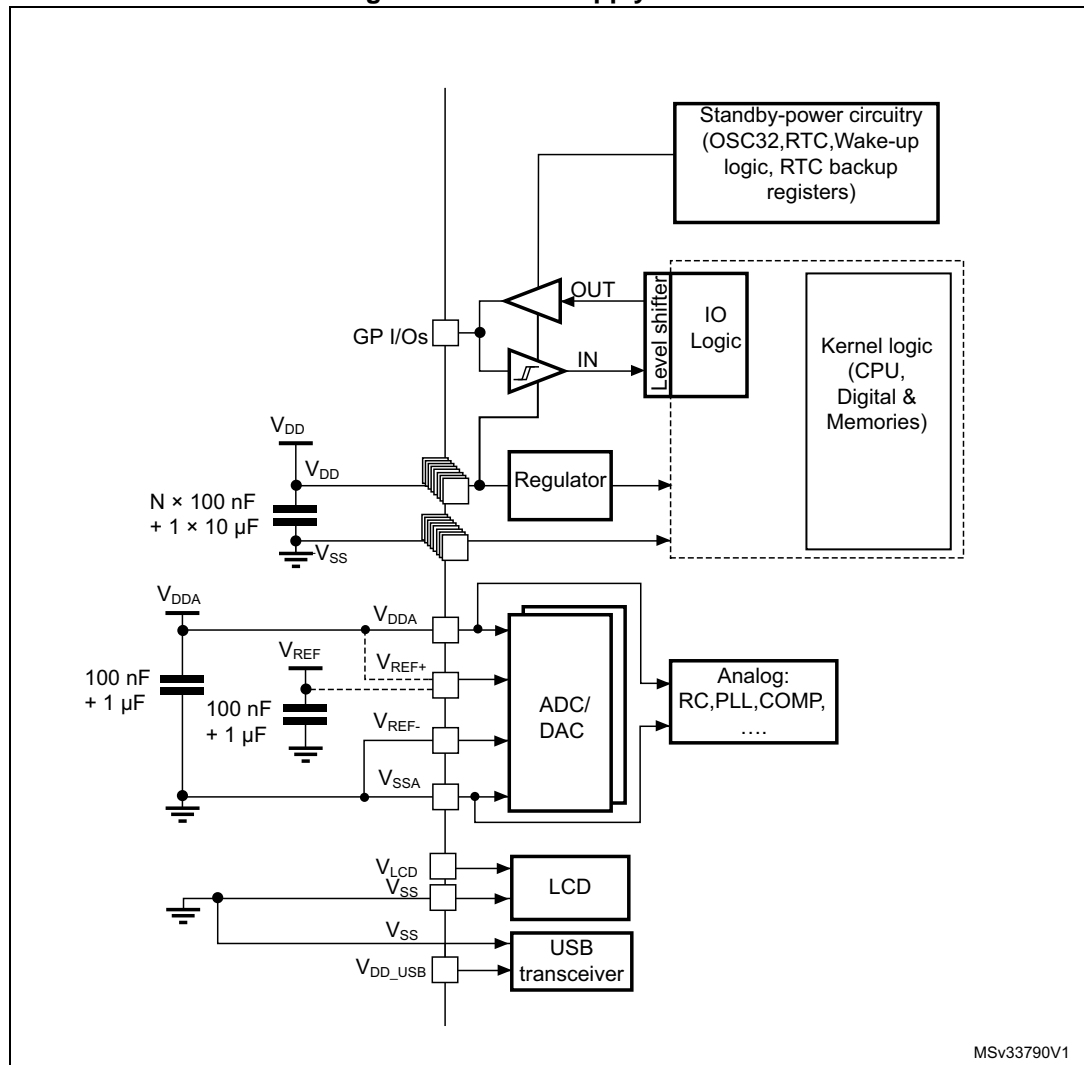 Standby-power circuitry
(OSC32,RTC,Wake-up
logic, RTC backup
registers)
OUT
Level shifter
IO
Logic
GP I/Os
IN
Kernel logic
(CPU,
Digital &
Memories)
VDD
VDD
Regulator
N × 100 nF
+ 1 × 10 µF
VSS
VDDA
VDDA
VREF
VREF+
100 nF
+ 1 µF
100 nF
+ 1 µF
VREF-
ADC/
DAC
Analog:
RC,PLL,COMP,
....
VSSA
VLCD
VSS
LCD
VSS
USB
transceiver
VDD_USB
MSv33790V1